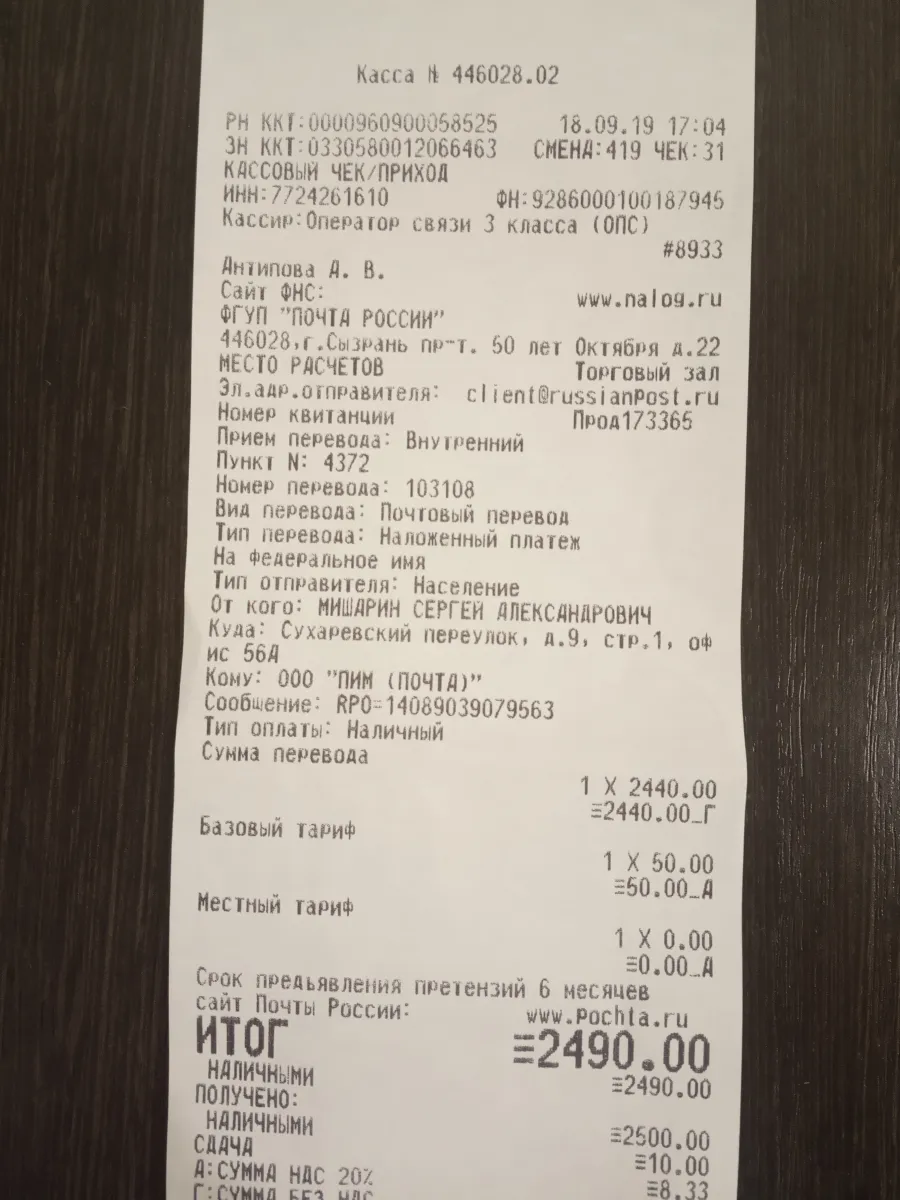 Касса № 446028.02
РН ККТ:0000960900058525 18.09.19 17:04
ЗН ККТ:0330580012066463 СМЕНА:419 ЧЕК:31
КАССОВЫЙ ЧЕК/ПРИХОД
ИНН:7724261610 ФН:9286000100187945
Кассир:Оператор связи 3 класса (ОПС)
#8933
Антипова А. В.
Сайт ФНС: www.nalog.ru
ФГУП "ПОЧТА РОССИИ"
446028,г.Сызрань пр-т. 50 лет Октября д.22
МЕСТО РАСЧЕТОВ Торговый зал
Эл.адр.отправителя: client@russianPost.ru
Номер квитанции Прод173365
Прием перевода: Внутренний
Пункт N: 4372
Номер перевода: 103108
Вид перевода: Почтовый перевод
Тип перевода: Наложенный платеж
На федеральное имя
Тип отправителя: Население
От кого: МИШАРИН СЕРГЕЙ АЛЕКСАНДРОВИЧ
Куда: Сухаревский переулок, д.9, стр.1, оф
ис 56А
Кому: ООО "ПИМ (ПОЧТА)"
Сообщение: RPO=14089039079563
Тип оплаты: Наличный
Сумма перевода
1 X 2440.00
≡2440.00_Г
Базовый тариф
1 X 50.00
≡50.00_А
Местный тариф
1 X 0.00
≡0.00_А
Срок предьявления претензий 6 месяцев
сайт Почты России: www.Pochta.ru
ИТОГ ≡2490.00
НАЛИЧНЫМИ ≡2490.00
ПОЛУЧЕНО:
НАЛИЧНЫМИ ≡2500.00
СДАЧА ≡10.00
А:СУММА НДС 20% ≡8.33
Г:СУММА БЕЗ НДС